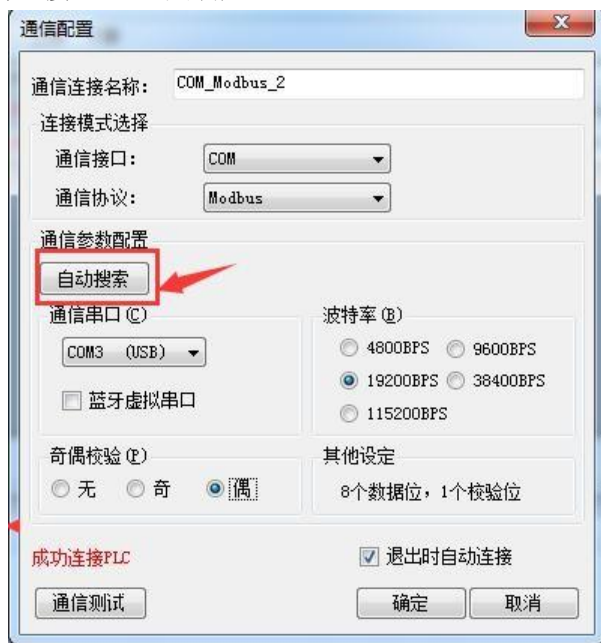 通信配置
通信连接名称: COM_Modbus_2
连接模式选择
通信接口: COM
通信协议: Modbus
通信参数配置
自动搜索
通信串口(C)
COM3 (USB)
蓝牙虚拟串口
波特率(B)
4800BPS 9600BPS
19200BPS 38400BPS
115200BPS
奇偶校验(P)
无 奇 偶
其他设定
8个数据位，1个校验位
成功连接PLC
退出时自动连接
通信测试 确定 取消